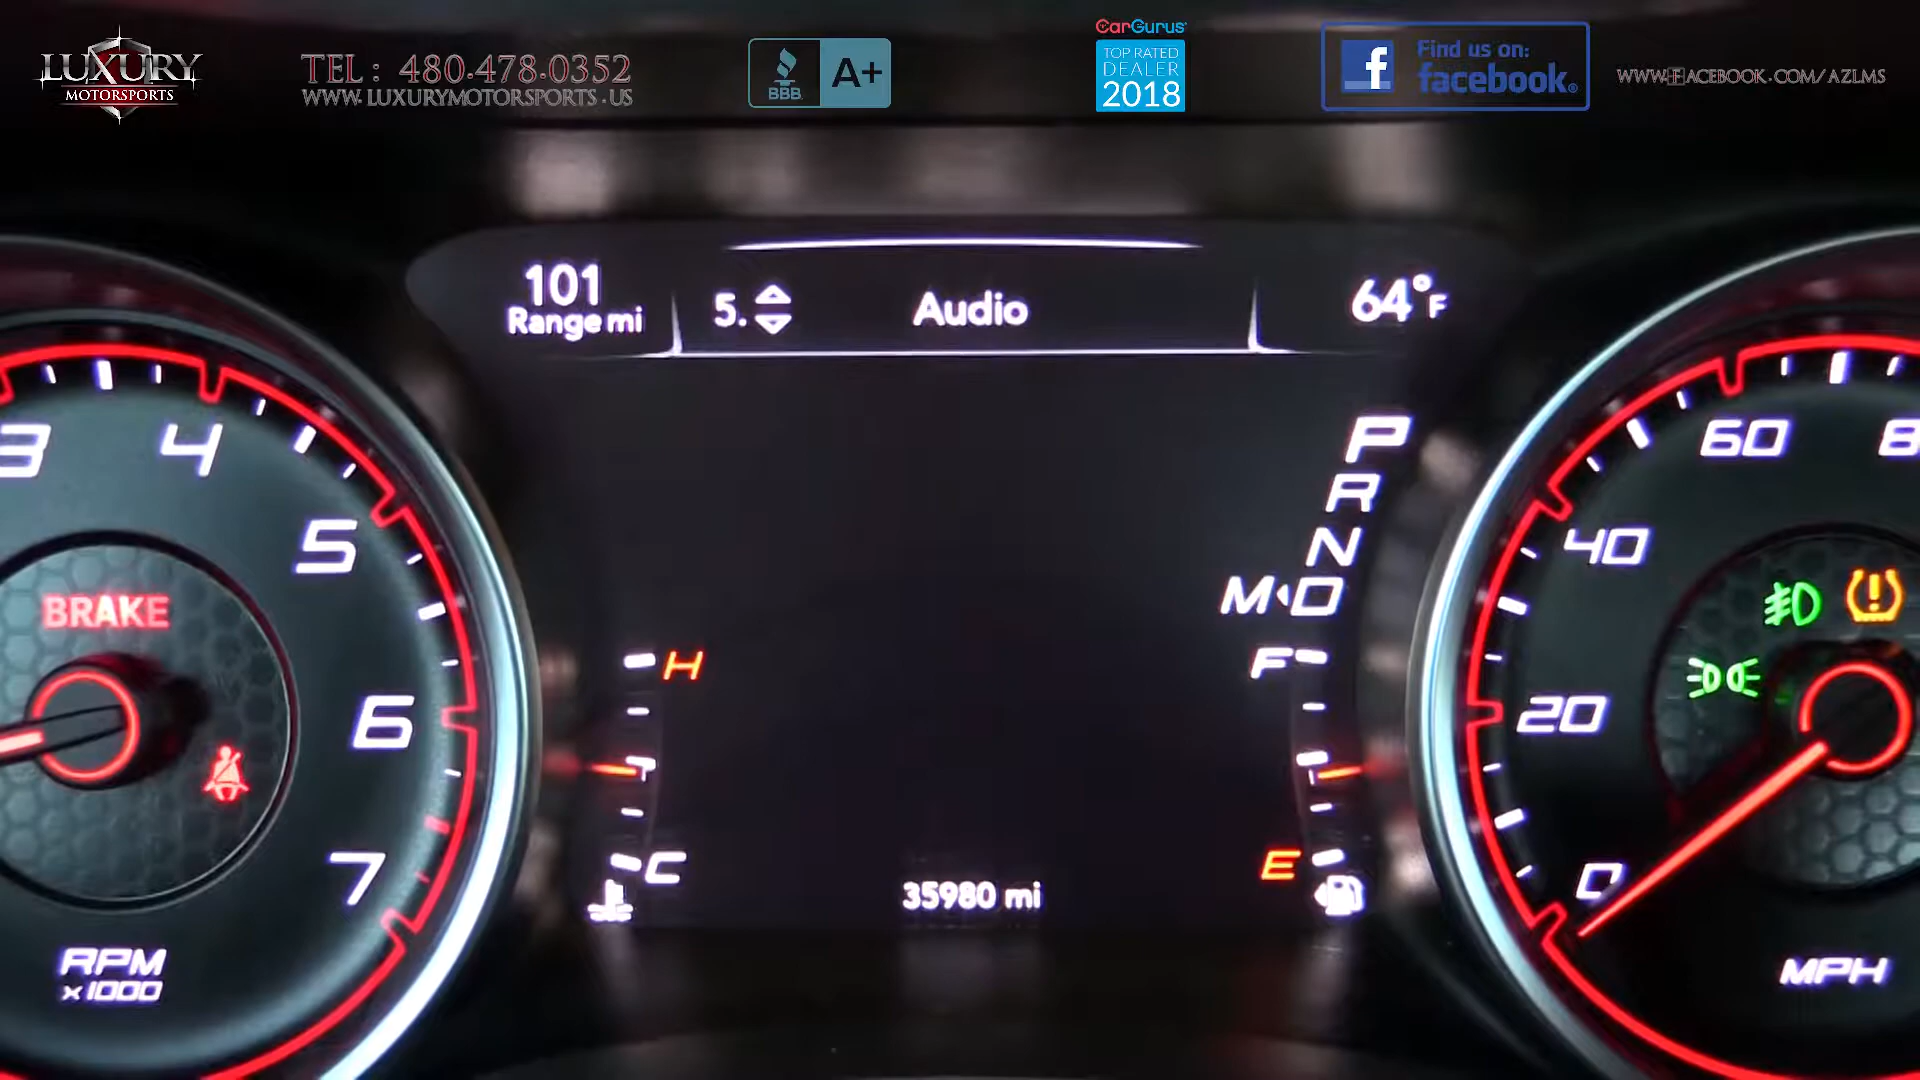 LUXURY
MOTORSPORTS
TEL: 480.478.0352
WWW.LUXURYMOTORSPORTS.US
BBB.
A+
CarGurus
TOP RATED
DEALER
2018
f
Find us on:
facebook.
WWW.FACEBOOK.COM/AZLMS
101
Range mi
5.
Audio
64°F
3
4
5
6
7
BRAKE
RPM
x1000
H
C
P
R
N
M D
F
E
35980 mi
0
20
40
60
8
MPH